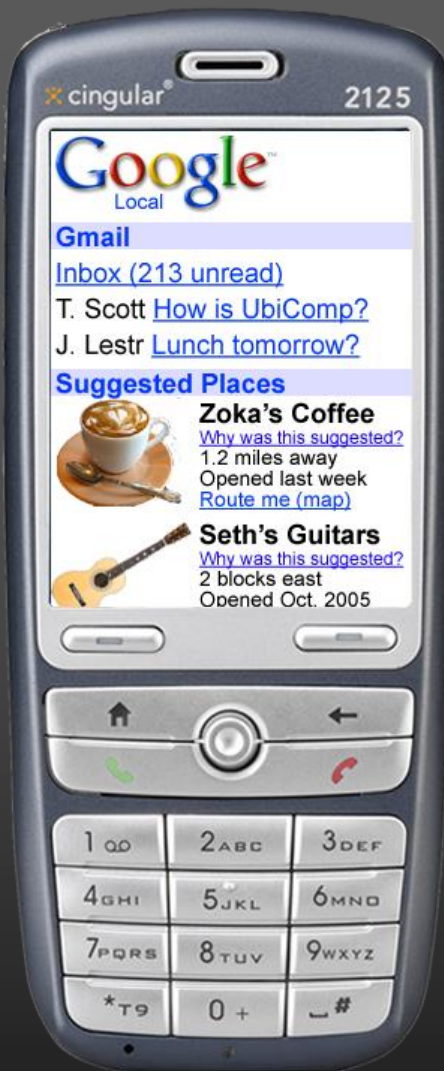 cingular®
2125
Google™
Local
Gmail
Inbox (213 unread)
T. Scott How is UbiComp?
J. Lestr Lunch tomorrow?
Suggested Places
Zoka's Coffee
Why was this suggested?
1.2 miles away
Opened last week
Route me (map)
Seth's Guitars
Why was this suggested?
2 blocks east
Opened Oct. 2005
1
2ABC
3DEF
4GHI
5JKL
6MNO
7PQRS
8TUV
9WXYZ
*T9
0 +
#